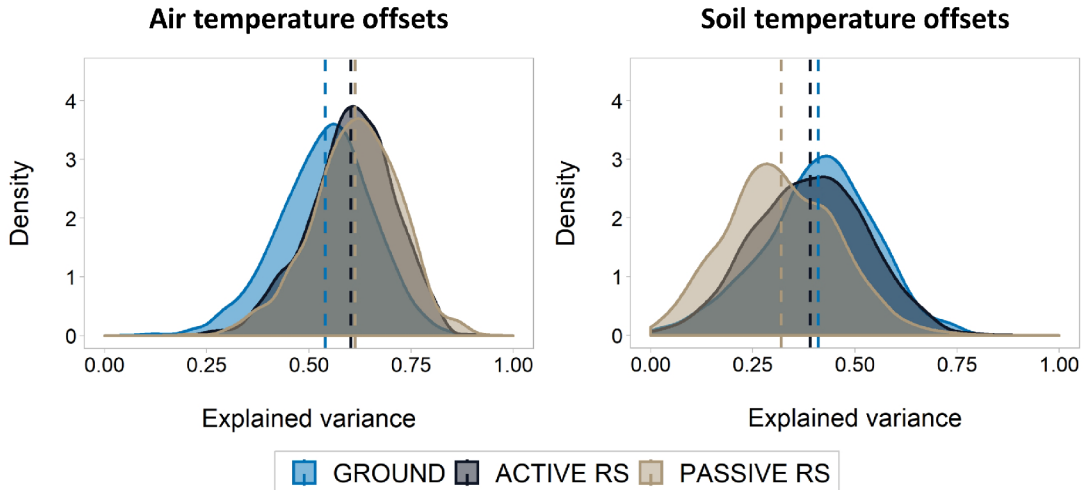 Air temperature offsets
Soil temperature offsets
4
3
2
1
0
Density
0.00 0.25 0.50 0.75 1.00
Explained variance
4
3
2
1
0
Density
0.00 0.25 0.50 0.75 1.00
Explained variance
GROUND ACTIVE RS PASSIVE RS